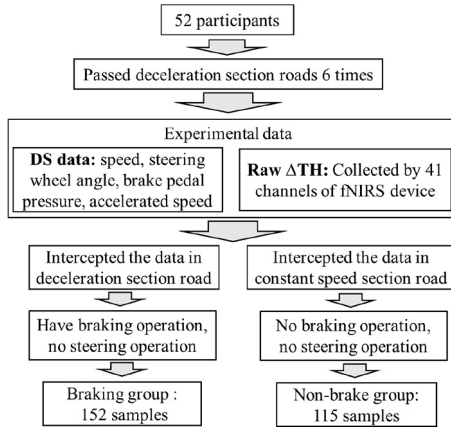 52 participants
Passed deceleration section roads 6 times
Experimental data
DS data: speed, steering
wheel angle, brake pedal
pressure, accelerated speed
Raw ΔTH: Collected by 41
channels of fNIRS device
Intercepted the data in
deceleration section road
Intercepted the data in
constant speed section road
Have braking operation,
no steering operation
No braking operation,
no steering operation
Braking group :
152 samples
Non-brake group:
115 samples